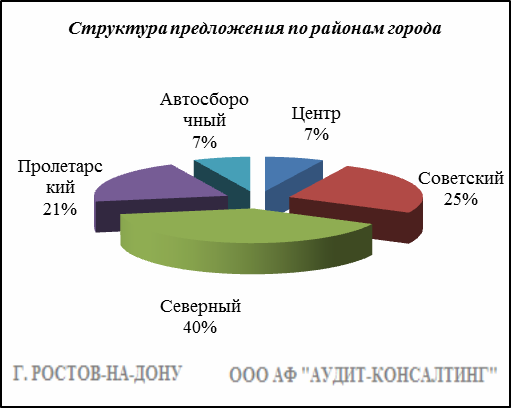 Структура предложения по районам города
Автосборо
чный
7%
Центр
7%
Пролетарс
кий
21%
Советский
25%
Северный
40%
Г. РОСТОВ-НА-ДОНУ
ООО АФ "АУДИТ-КОНСАЛТИНГ"